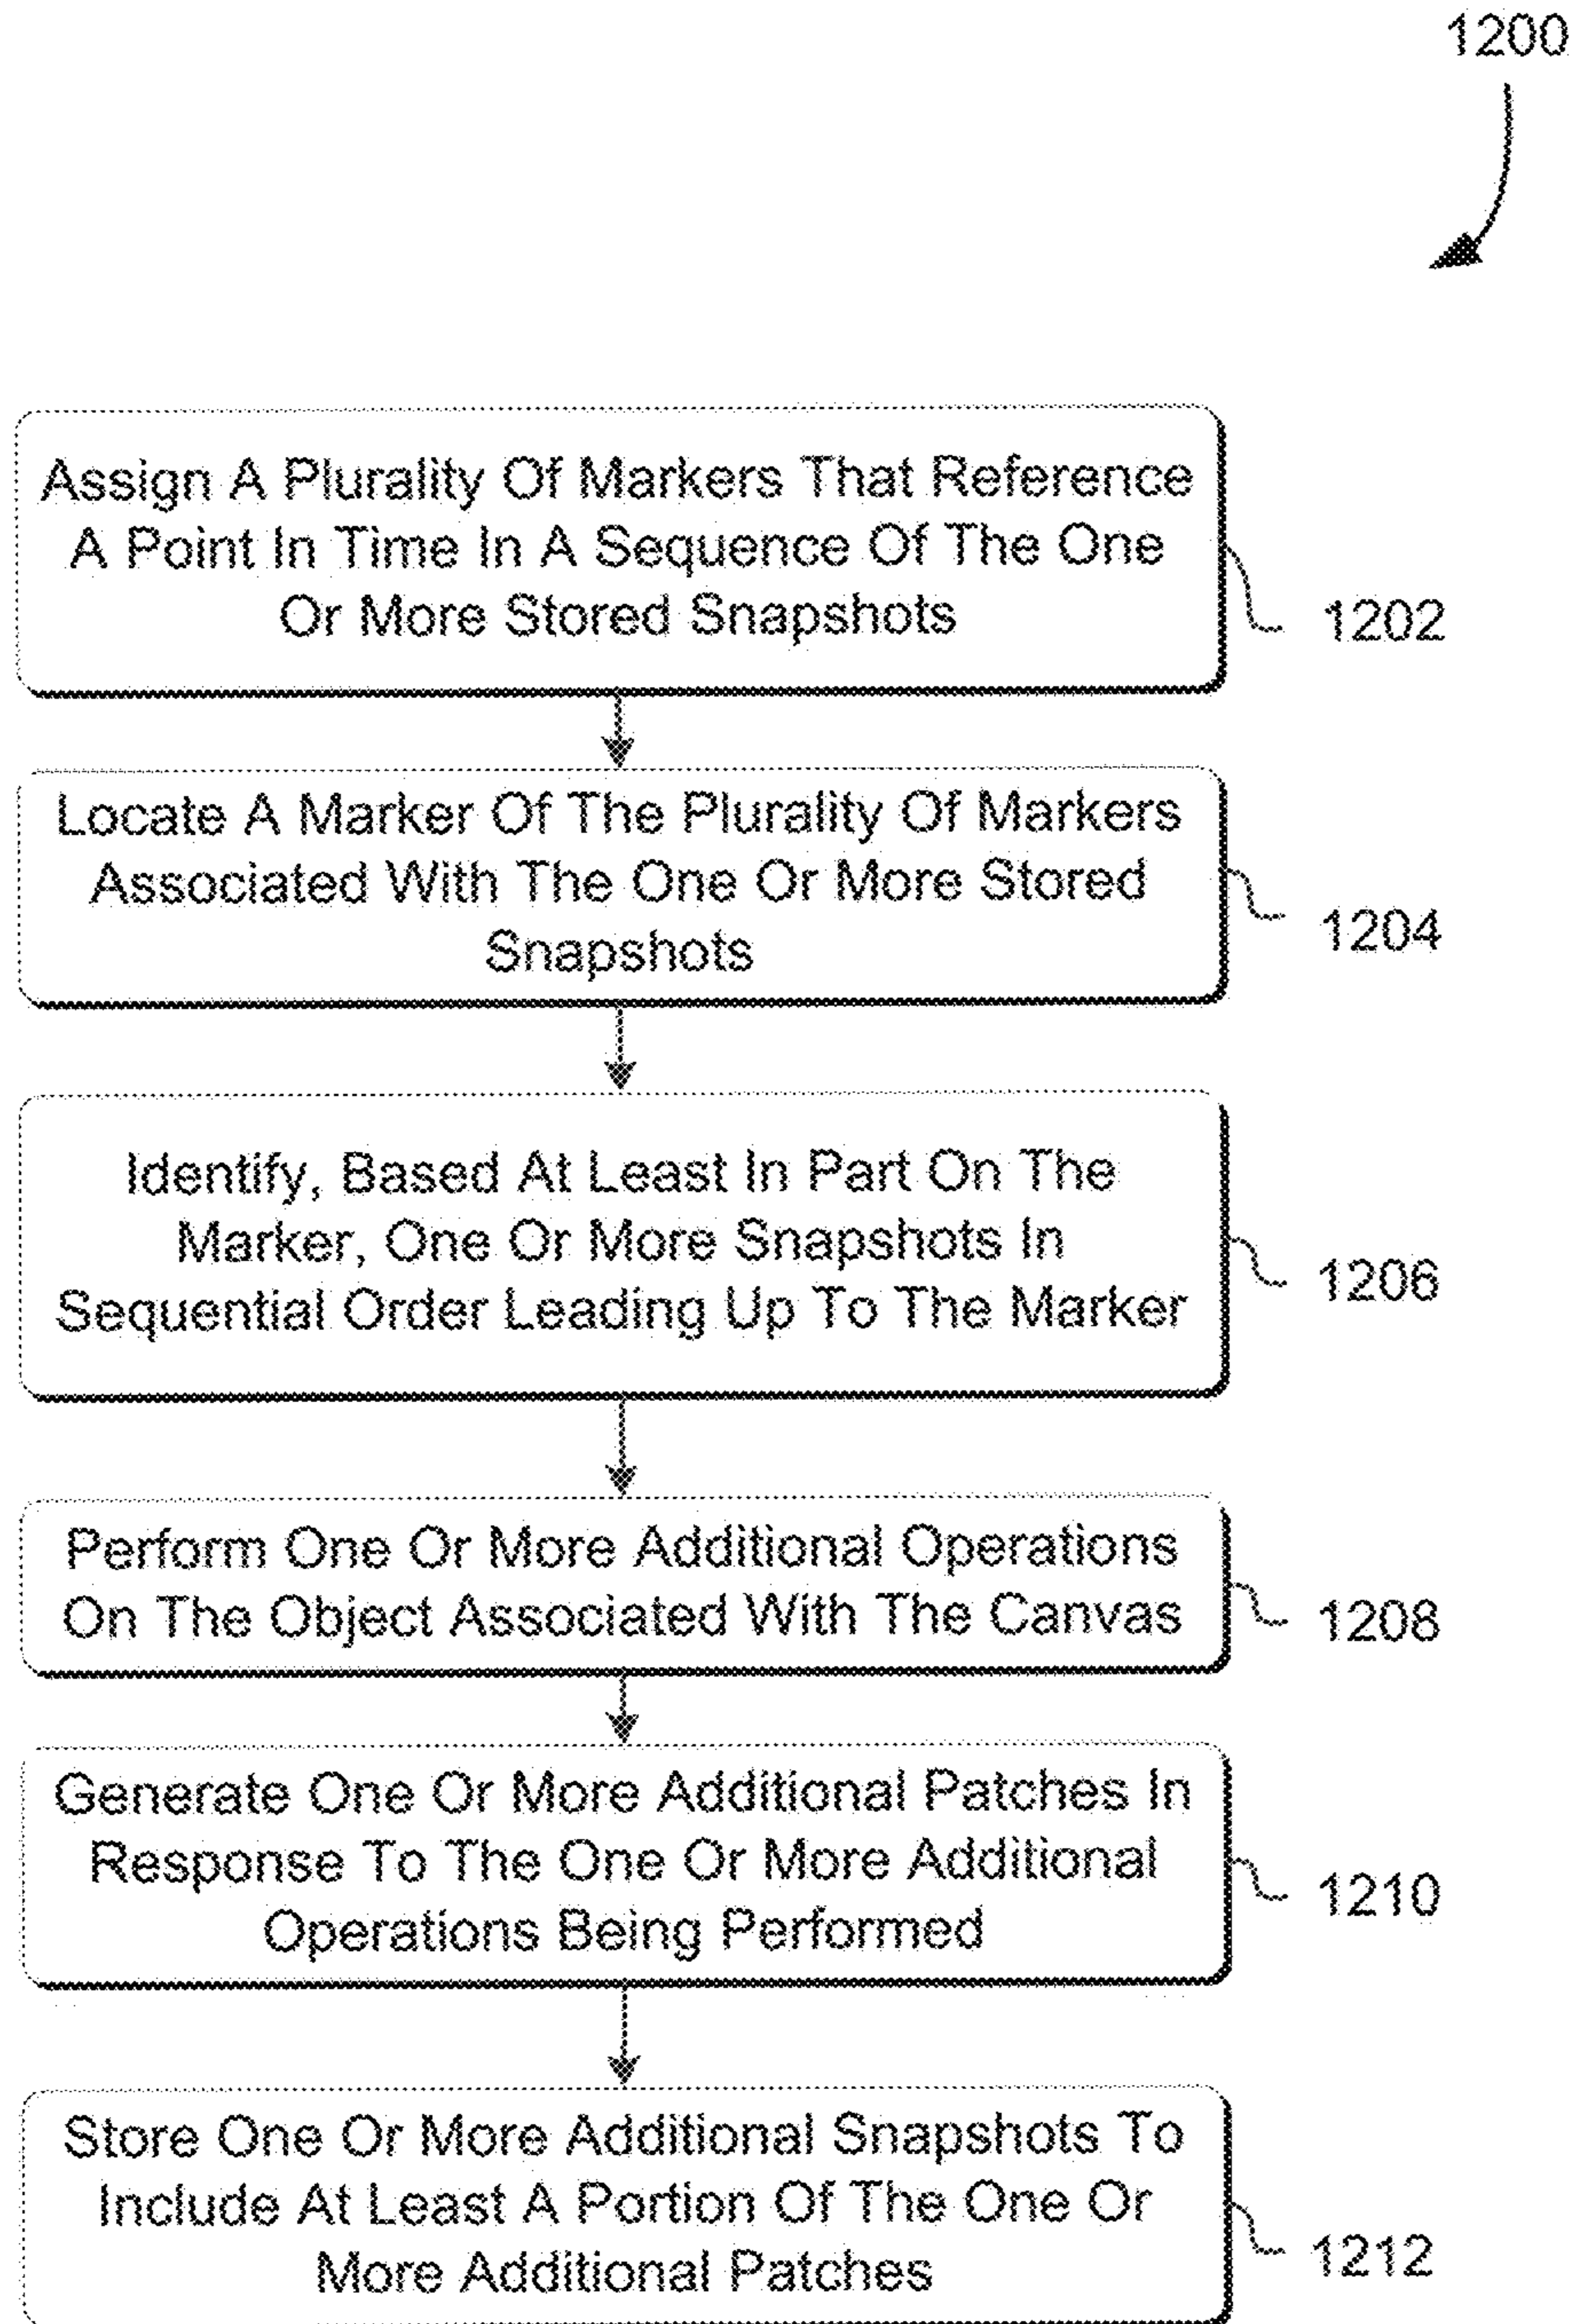 1200
Assign A Plurality Of Markers That Reference
A Point In Time In A Sequence Of The One
Or More Stored Snapshots
1202
Locate A Marker Of The Plurality Of Markers
Associated With The One Or More Stored
Snapshots
1204
Identify, Based At Least In Part On The
Marker, One Or More Snapshots In
Sequential Order Leading Up To The Marker
1206
Perform One Or More Additional Operations
On The Object Associated With The Canvas
1208
Generate One Or More Additional Patches In
Response To The One Or More Additional
Operations Being Performed
1210
Store One Or More Additional Snapshots To
Include At Least A Portion Of The One Or
More Additional Patches
1212